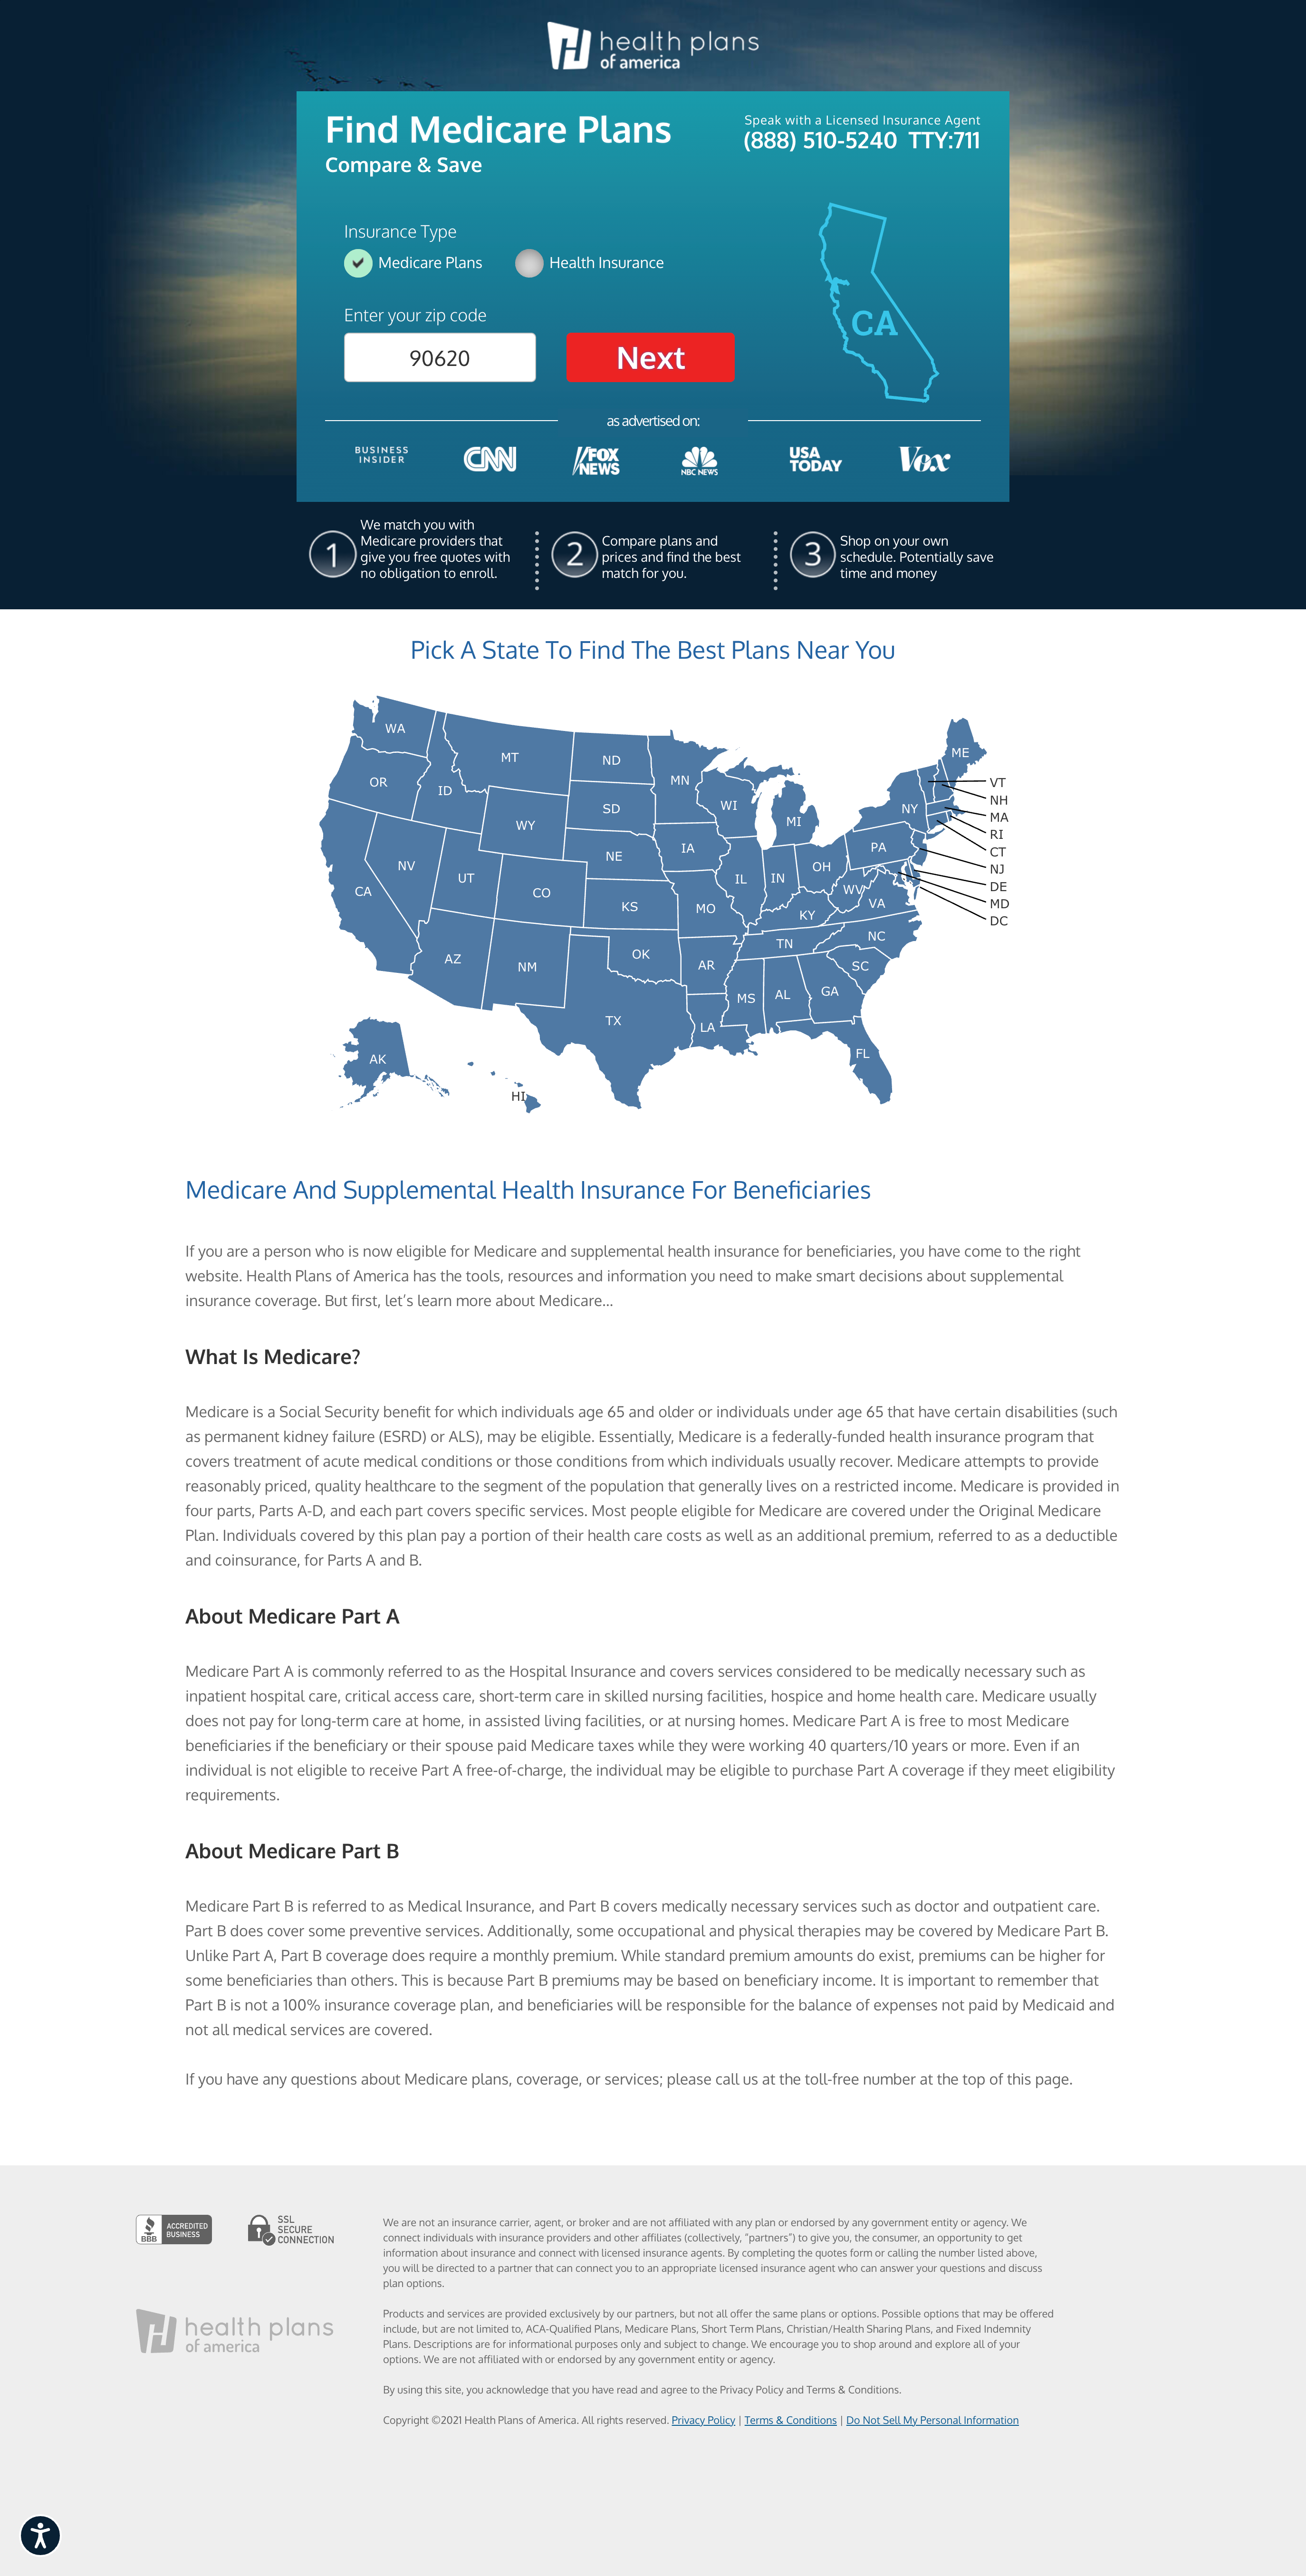 health plans
of america
Find Medicare Plans
Compare & Save
Speak with a Licensed Insurance Agent
(888) 510-5240 TTY:711
Insurance Type
Medicare Plans
Health Insurance
Enter your zip code
90620
Next
CA
as advertised on:
BUSINESS
INSIDER
CNN
FOX
NEWS
NBC NEWS
USA
TODAY
Vox
1
We match you with
Medicare providers that
give you free quotes with
no obligation to enroll.
2
Compare plans and
prices and find the best
match for you.
3
Shop on your own
schedule. Potentially save
time and money
Pick A State To Find The Best Plans Near You
WA
OR
ID
MT
ND
MN
SD
WY
WI
MI
NY
ME
VT
NH
MA
RI
CT
NJ
DE
MD
DC
NE
IA
PA
NV
UT
CO
IL
IN
OH
WV
VA
CA
KS
MO
KY
NC
TN
AZ
NM
OK
AR
SC
MS
AL
GA
TX
LA
FL
AK
HI
Medicare And Supplemental Health Insurance For Beneficiaries
If you are a person who is now eligible for Medicare and supplemental health insurance for beneficiaries, you have come to the right
website. Health Plans of America has the tools, resources and information you need to make smart decisions about supplemental
insurance coverage. But first, let’s learn more about Medicare…
What Is Medicare?
Medicare is a Social Security benefit for which individuals age 65 and older or individuals under age 65 that have certain disabilities (such
as permanent kidney failure (ESRD) or ALS), may be eligible. Essentially, Medicare is a federally-funded health insurance program that
covers treatment of acute medical conditions or those conditions from which individuals usually recover. Medicare attempts to provide
reasonably priced, quality healthcare to the segment of the population that generally lives on a restricted income. Medicare is provided in
four parts, Parts A-D, and each part covers specific services. Most people eligible for Medicare are covered under the Original Medicare
Plan. Individuals covered by this plan pay a portion of their health care costs as well as an additional premium, referred to as a deductible
and coinsurance, for Parts A and B.
About Medicare Part A
Medicare Part A is commonly referred to as the Hospital Insurance and covers services considered to be medically necessary such as
inpatient hospital care, critical access care, short-term care in skilled nursing facilities, hospice and home health care. Medicare usually
does not pay for long-term care at home, in assisted living facilities, or at nursing homes. Medicare Part A is free to most Medicare
beneficiaries if the beneficiary or their spouse paid Medicare taxes while they were working 40 quarters/10 years or more. Even if an
individual is not eligible to receive Part A free-of-charge, the individual may be eligible to purchase Part A coverage if they meet eligibility
requirements.
About Medicare Part B
Medicare Part B is referred to as Medical Insurance, and Part B covers medically necessary services such as doctor and outpatient care.
Part B does cover some preventive services. Additionally, some occupational and physical therapies may be covered by Medicare Part B.
Unlike Part A, Part B coverage does require a monthly premium. While standard premium amounts do exist, premiums can be higher for
some beneficiaries than others. This is because Part B premiums may be based on beneficiary income. It is important to remember that
Part B is not a 100% insurance coverage plan, and beneficiaries will be responsible for the balance of expenses not paid by Medicaid and
not all medical services are covered.
If you have any questions about Medicare plans, coverage, or services; please call us at the toll-free number at the top of this page.
BBB
ACCREDITED
BUSINESS
SSL
SECURE
CONNECTION
health plans
of america
We are not an insurance carrier, agent, or broker and are not affiliated with any plan or endorsed by any government entity or agency. We
connect individuals with insurance providers and other affiliates (collectively, “partners”) to give you, the consumer, an opportunity to get
information about insurance and connect with licensed insurance agents. By completing the quotes form or calling the number listed above,
you will be directed to a partner that can connect you to an appropriate licensed insurance agent who can answer your questions and discuss
plan options.
Products and services are provided exclusively by our partners, but not all offer the same plans or options. Possible options that may be offered
include, but are not limited to, ACA-Qualified Plans, Medicare Plans, Short Term Plans, Christian/Health Sharing Plans, and Fixed Indemnity
Plans. Descriptions are for informational purposes only and subject to change. We encourage you to shop around and explore all of your
options. We are not affiliated with or endorsed by any government entity or agency.
By using this site, you acknowledge that you have read and agree to the Privacy Policy and Terms & Conditions.
Copyright ©2021 Health Plans of America. All rights reserved. Privacy Policy | Terms & Conditions | Do Not Sell My Personal Information